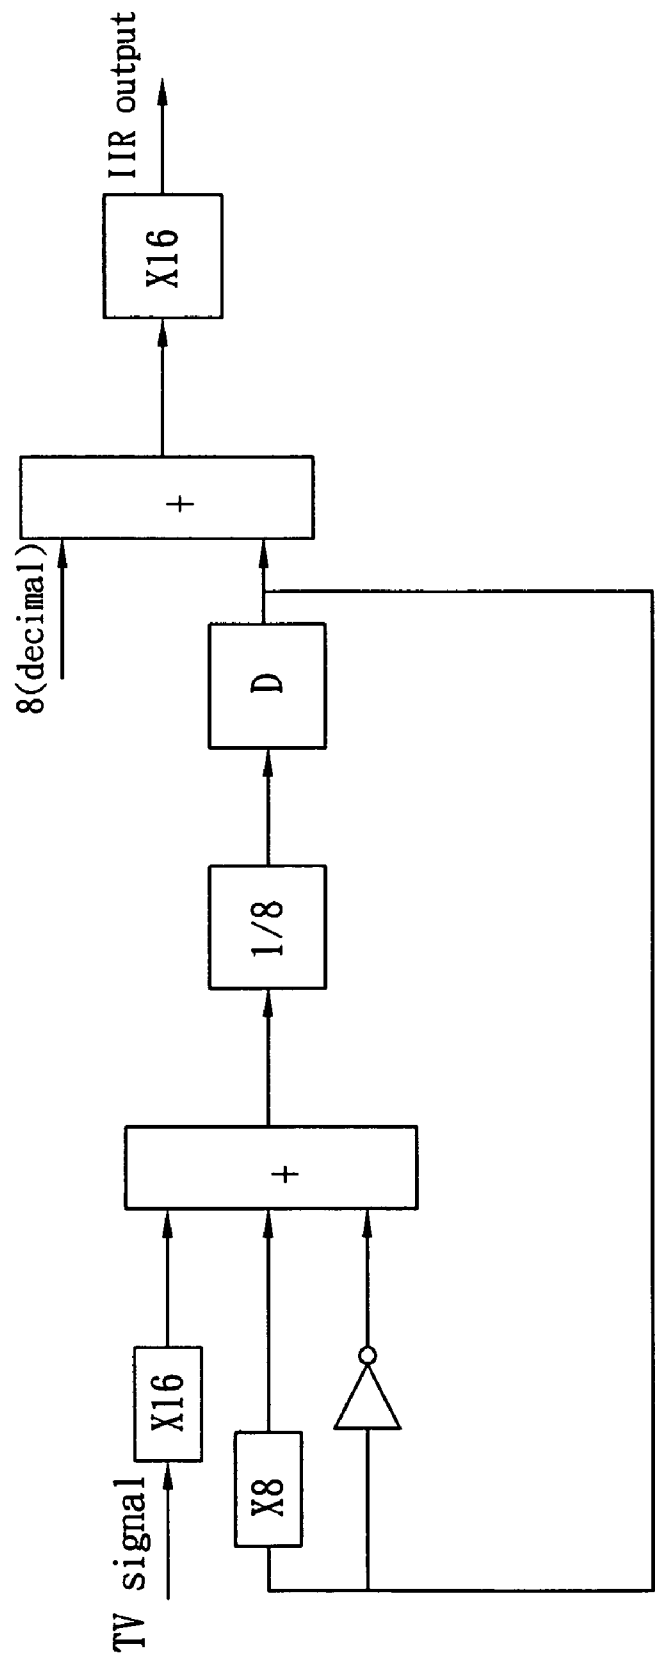 TV signal
X16
X8
+
1/8
D
8(decimal)
+
X16
IIR output